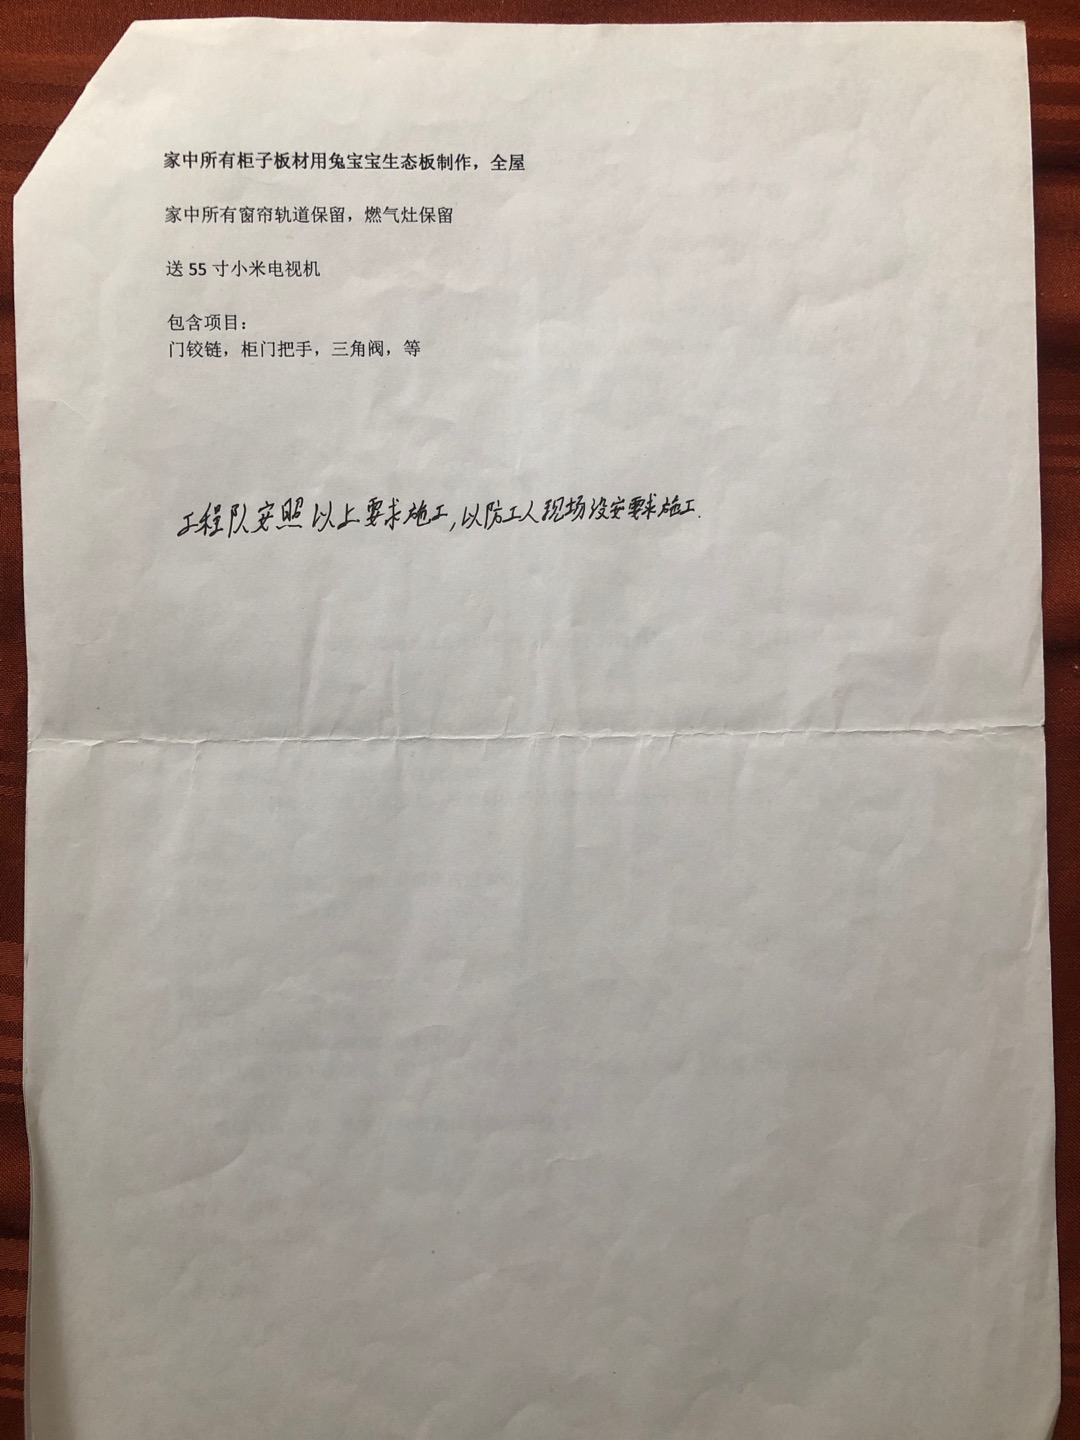 家中所有柜子板材用兔宝宝生态板制作，全屋
家中所有窗帘轨道保留，燃气灶保留
送 55 寸小米电视机
包含项目：
门铰链，柜门把手，三角阀，等
工程队安照以上要求施工，以防工人现场没安要求施工.